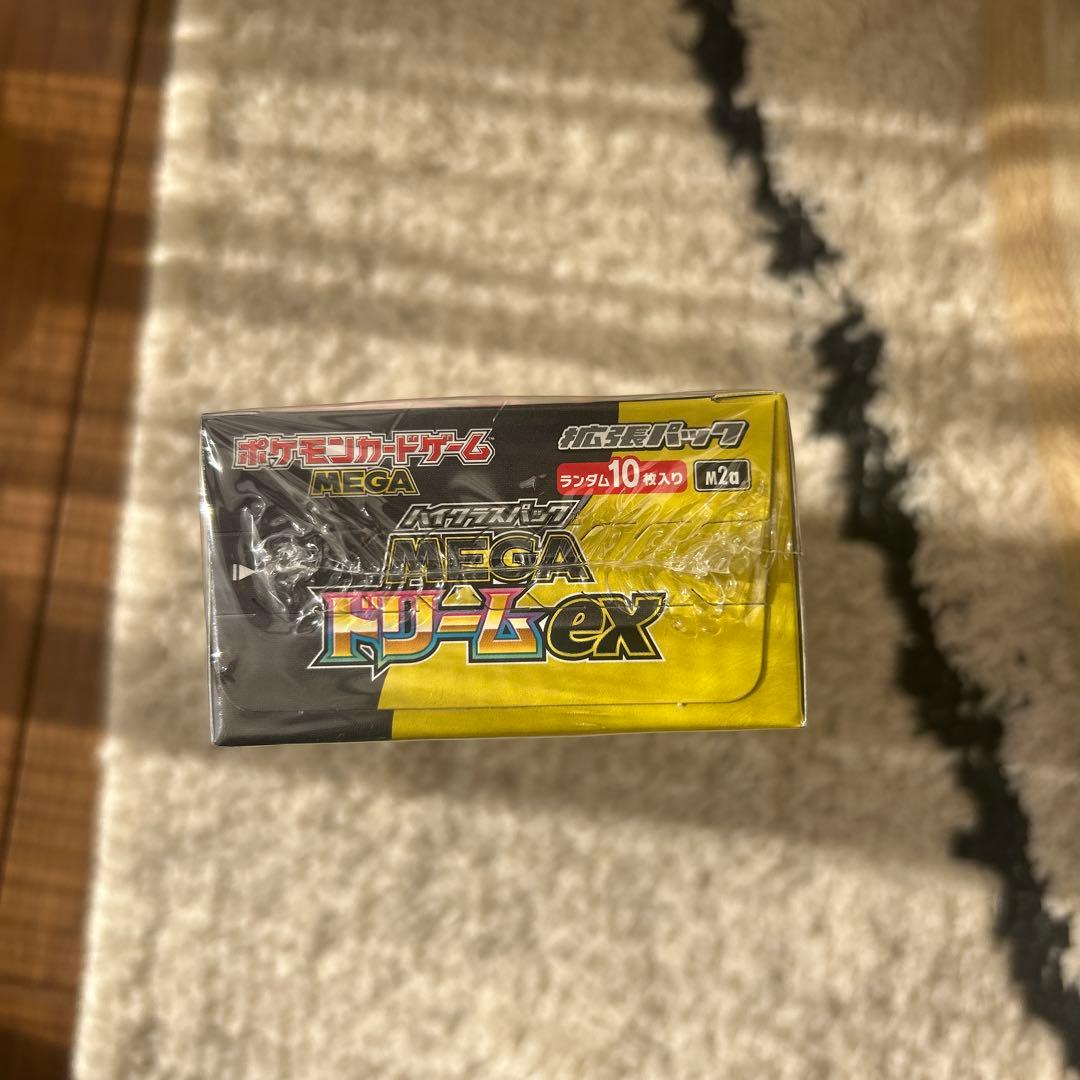 ポケモンカードゲーム
MEGA
拡張パック
ランダム10枚入り
M2a
ハイクラスパック
MEGA
ドリームex